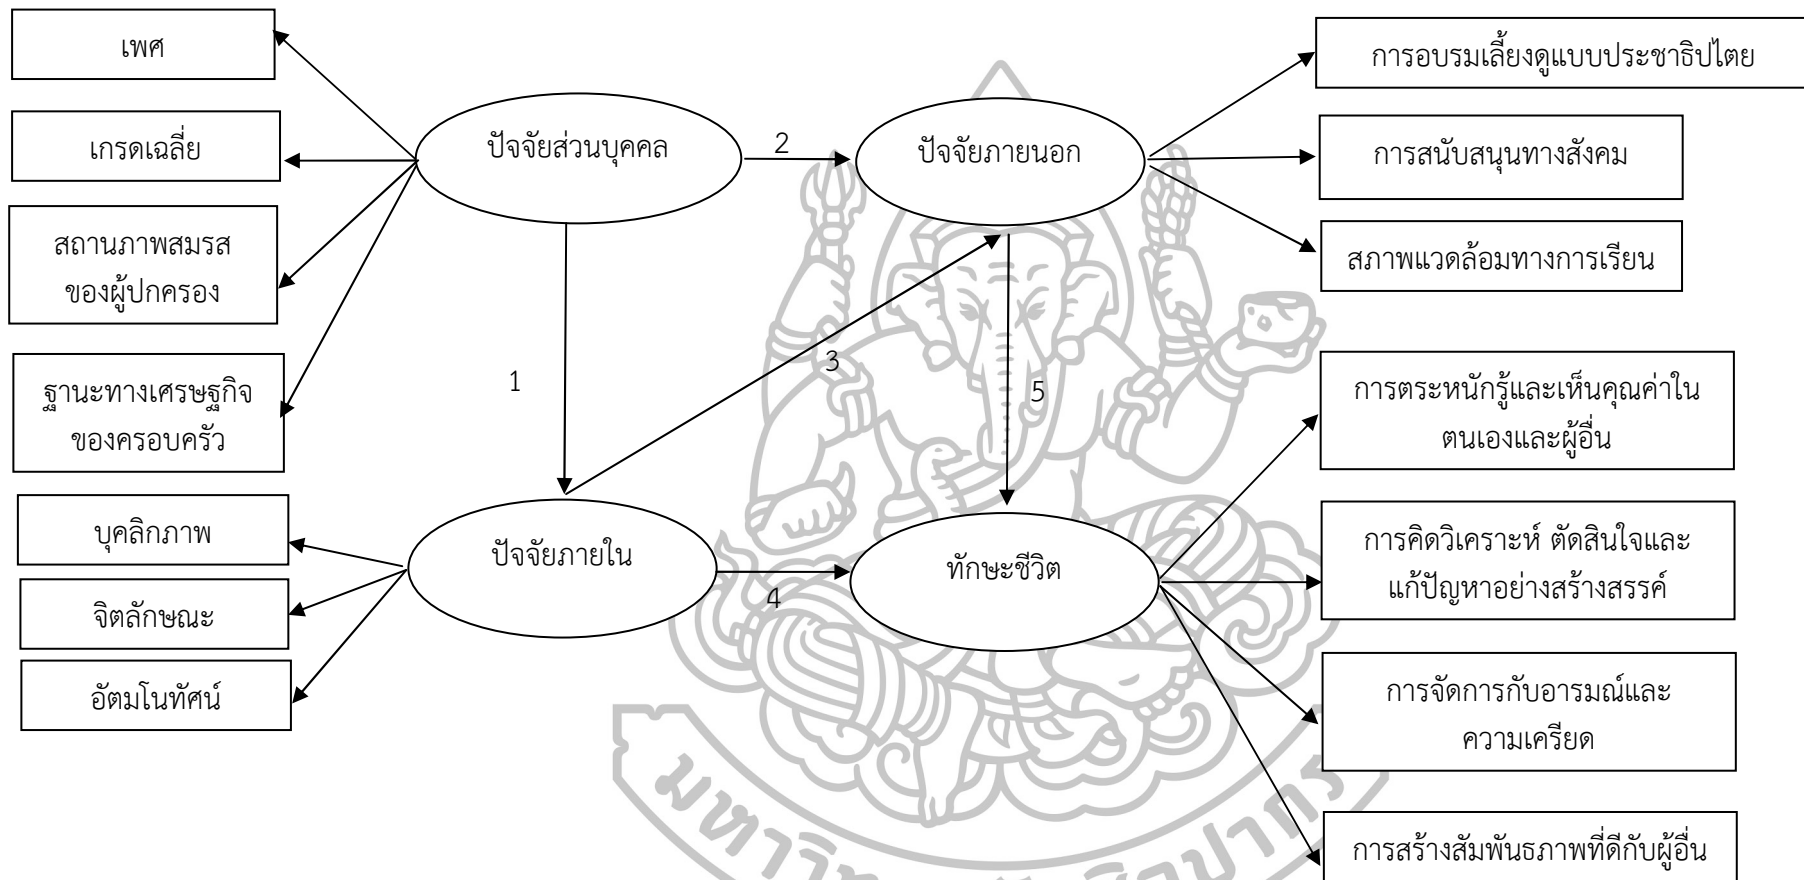 เพศ
เกรดเฉลี่ย
สถานภาพสมรส
ของผู้ปกครอง
ฐานะทางเศรษฐกิจ
ของครอบครัว
บุคลิกภาพ
จิตลักษณะ
อัตมโนทัศน์
ปัจจัยส่วนบุคคล
2
ปัจจัยภายนอก
1
3
5
ปัจจัยภายใน
4
ทักษะชีวิต
การอบรมเลี้ยงดูแบบประชาธิปไตย
การสนับสนุนทางสังคม
สภาพแวดล้อมทางการเรียน
การตระหนักรู้และเห็นคุณค่าใน
ตนเองและผู้อื่น
การคิดวิเคราะห์ ตัดสินใจและ
แก้ปัญหาอย่างสร้างสรรค์
การจัดการกับอารมณ์และ
ความเครียด
การสร้างสัมพันธภาพที่ดีกับผู้อื่น